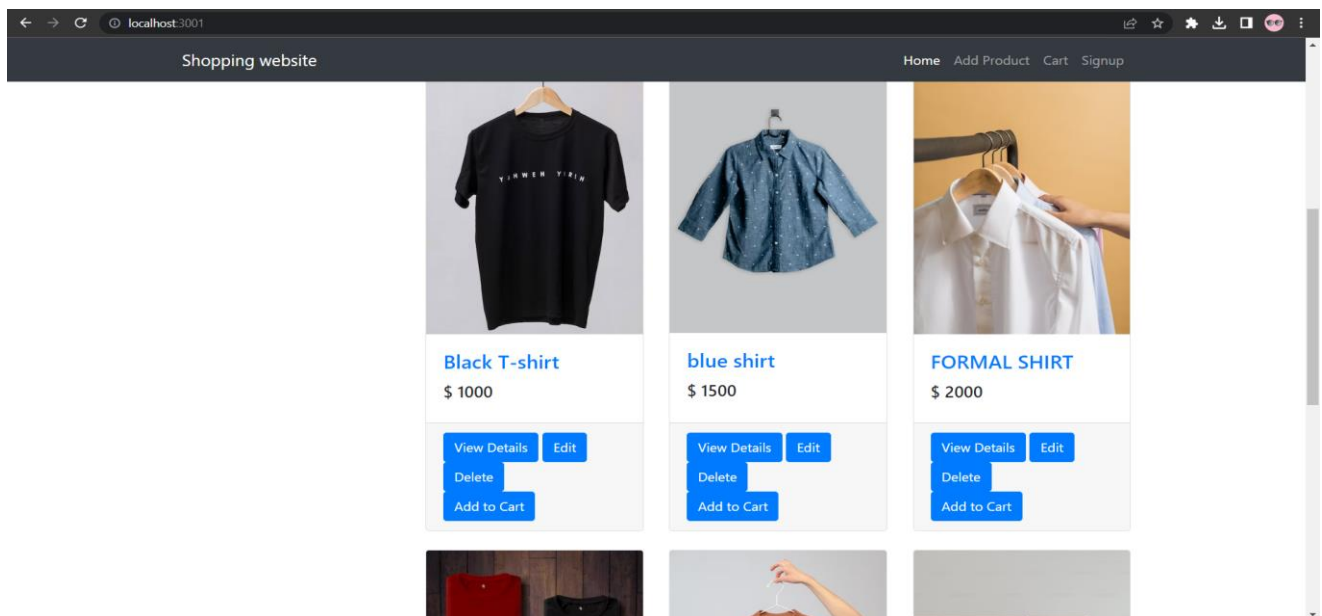 localhost:3001
Shopping website
Home Add Product Cart Signup
Black T-shirt
$ 1000
View Details Edit
Delete
Add to Cart
blue shirt
$ 1500
View Details Edit
Delete
Add to Cart
FORMAL SHIRT
$ 2000
View Details Edit
Delete
Add to Cart